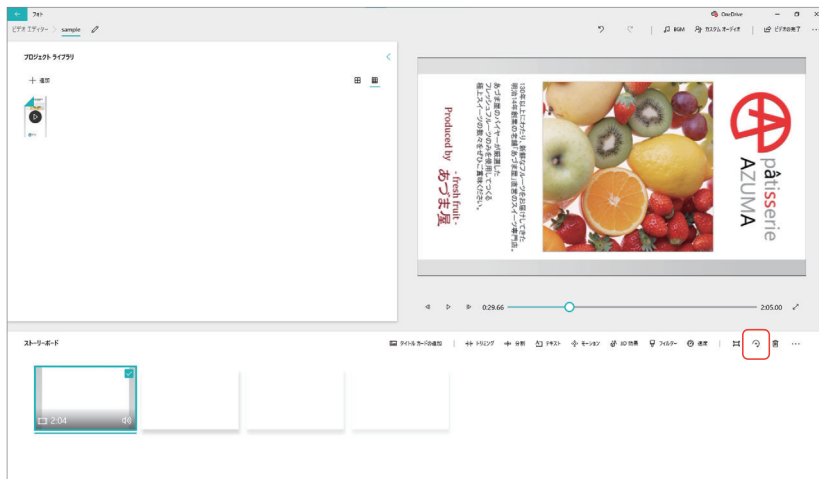 フォト
OneDrive
ビデオ エディター > sample
BGM
カスタム オーディオ
ビデオの完了
プロジェクト ライブラリ
+ 追加
pâtisserie
AZUMA
130年以上にわたり、新鮮なフルーツをお届けしてきた
明治14年創業の老舗「あづま屋」直営のスイーツ専門店。
あづま屋のバイヤーが厳選した
フレッシュフルーツのみを使用してつくる
極上スイーツの数々をぜひご賞味ください。
Produced by
- fresh fruit -
あづま屋
0:29.66
2:05.00
ストーリーボード
タイトル カードの追加
トリミング
分割
テキスト
モーション
3D 効果
フィルター
速度
2:04